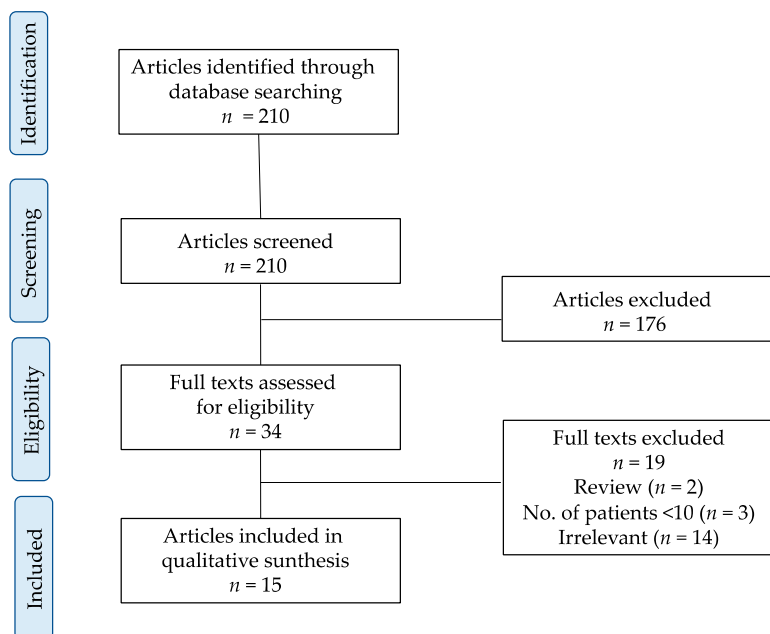 Identification
Articles identified through
database searching
n = 210
Screening
Articles screened
n = 210
Articles excluded
n = 176
Eligibility
Full texts assessed
for eligibility
n = 34
Full texts excluded
n = 19
Review (n = 2)
No. of patients <10 (n = 3)
Irrelevant (n = 14)
Included
Articles included in
qualitative sunthesis
n = 15